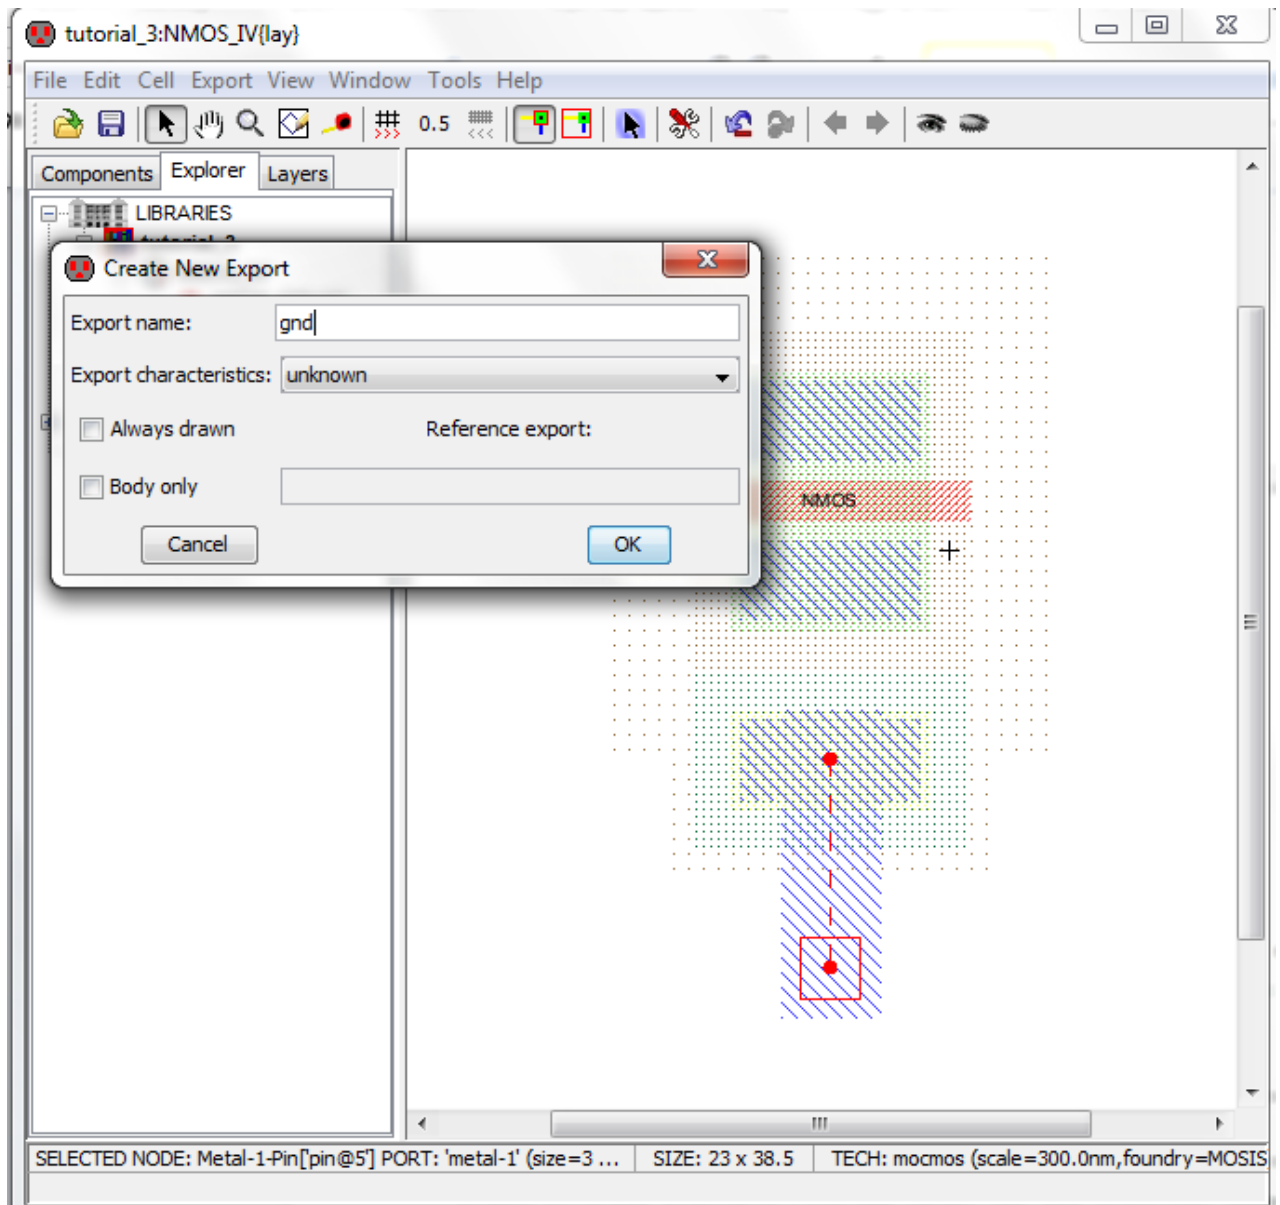 tutorial_3:NMOS_IV{lay}
File Edit Cell Export View Window Tools Help
0.5
Components Explorer Layers
LIBRARIES
tutorial_3
Create New Export
Export name: gnd
Export characteristics: unknown
Always drawn Reference export:
Body only
Cancel OK
NMOS
SELECTED NODE: Metal-1-Pin['pin@5'] PORT: 'metal-1' (size=3 ... SIZE: 23 x 38.5 TECH: mocmos (scale=300.0nm,foundry=MOSIS